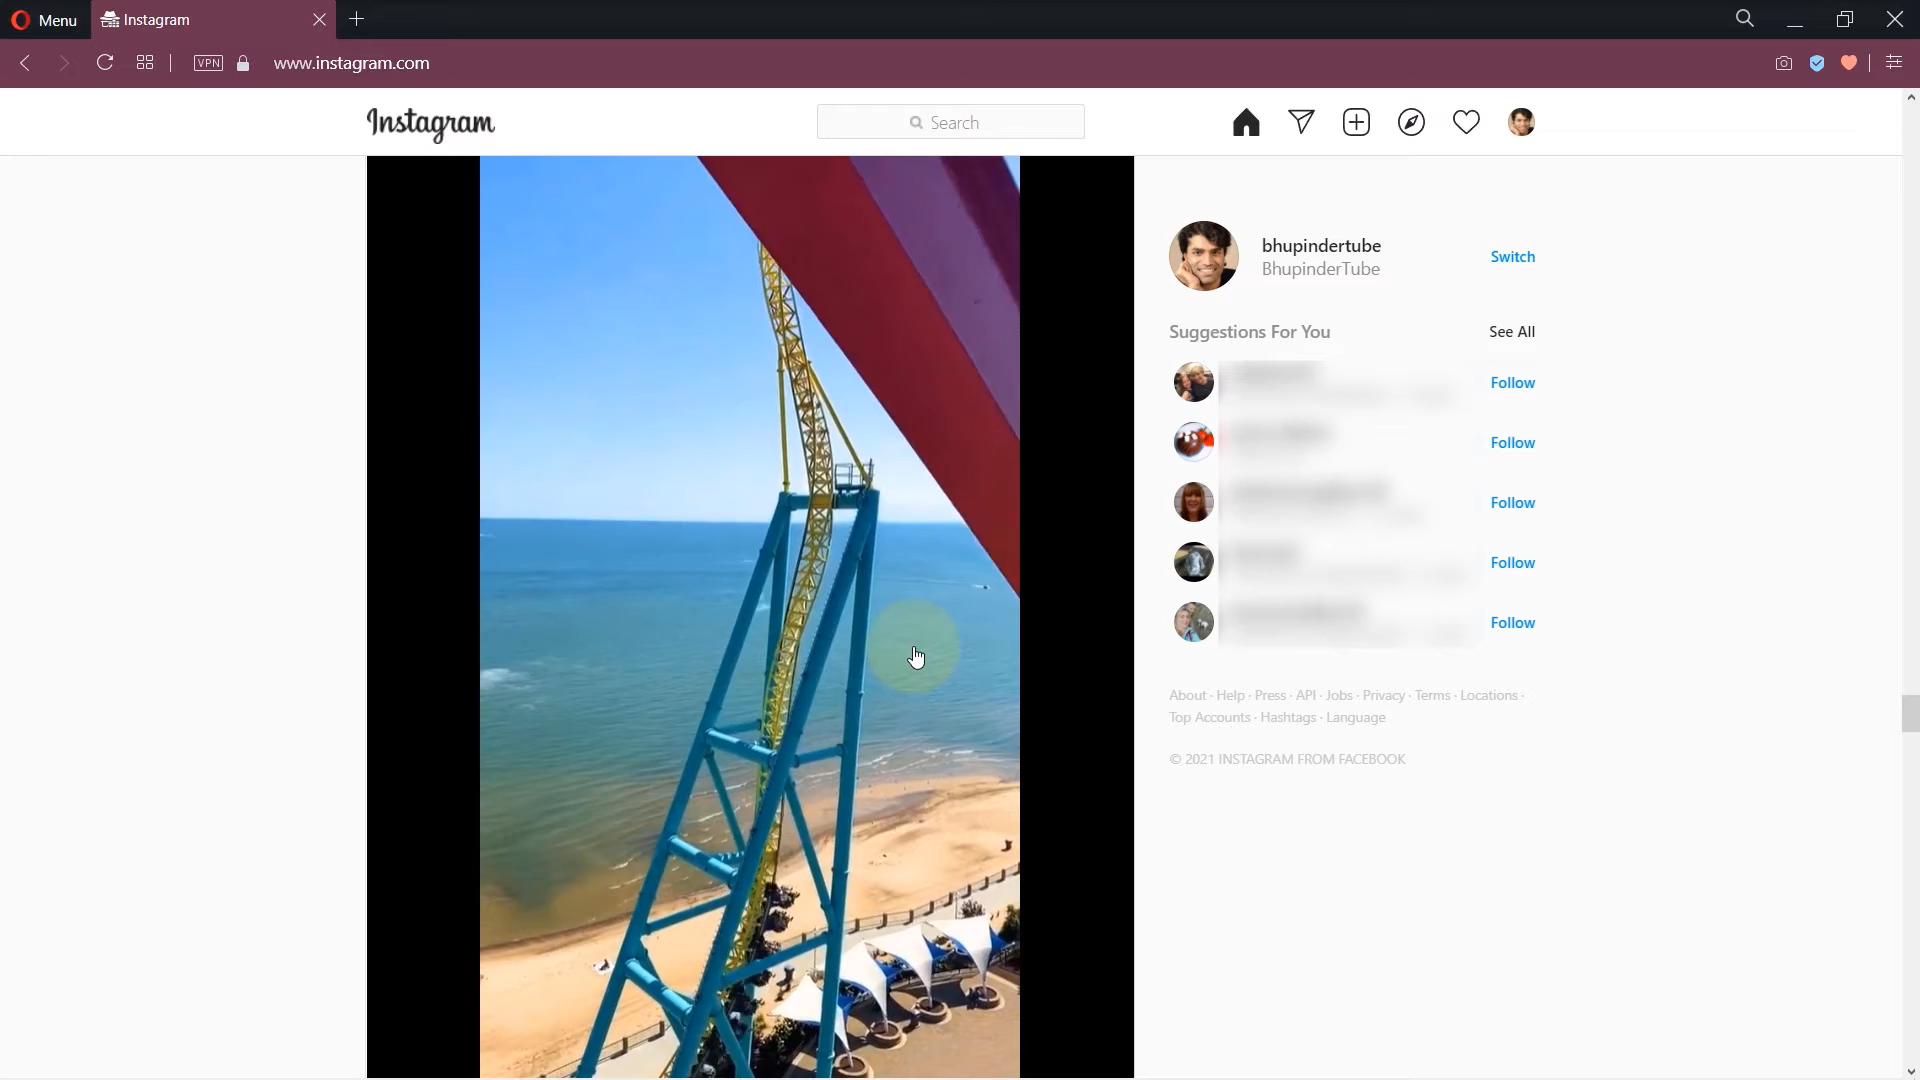 Menu
Instagram
VPN
www.instagram.com
Instagram
Search
bhupindertube
BhupinderTube
Switch
Suggestions For You
See All
Follow
Follow
Follow
Follow
Follow
About · Help · Press · API · Jobs · Privacy · Terms · Locations ·
Top Accounts · Hashtags · Language
© 2021 INSTAGRAM FROM FACEBOOK